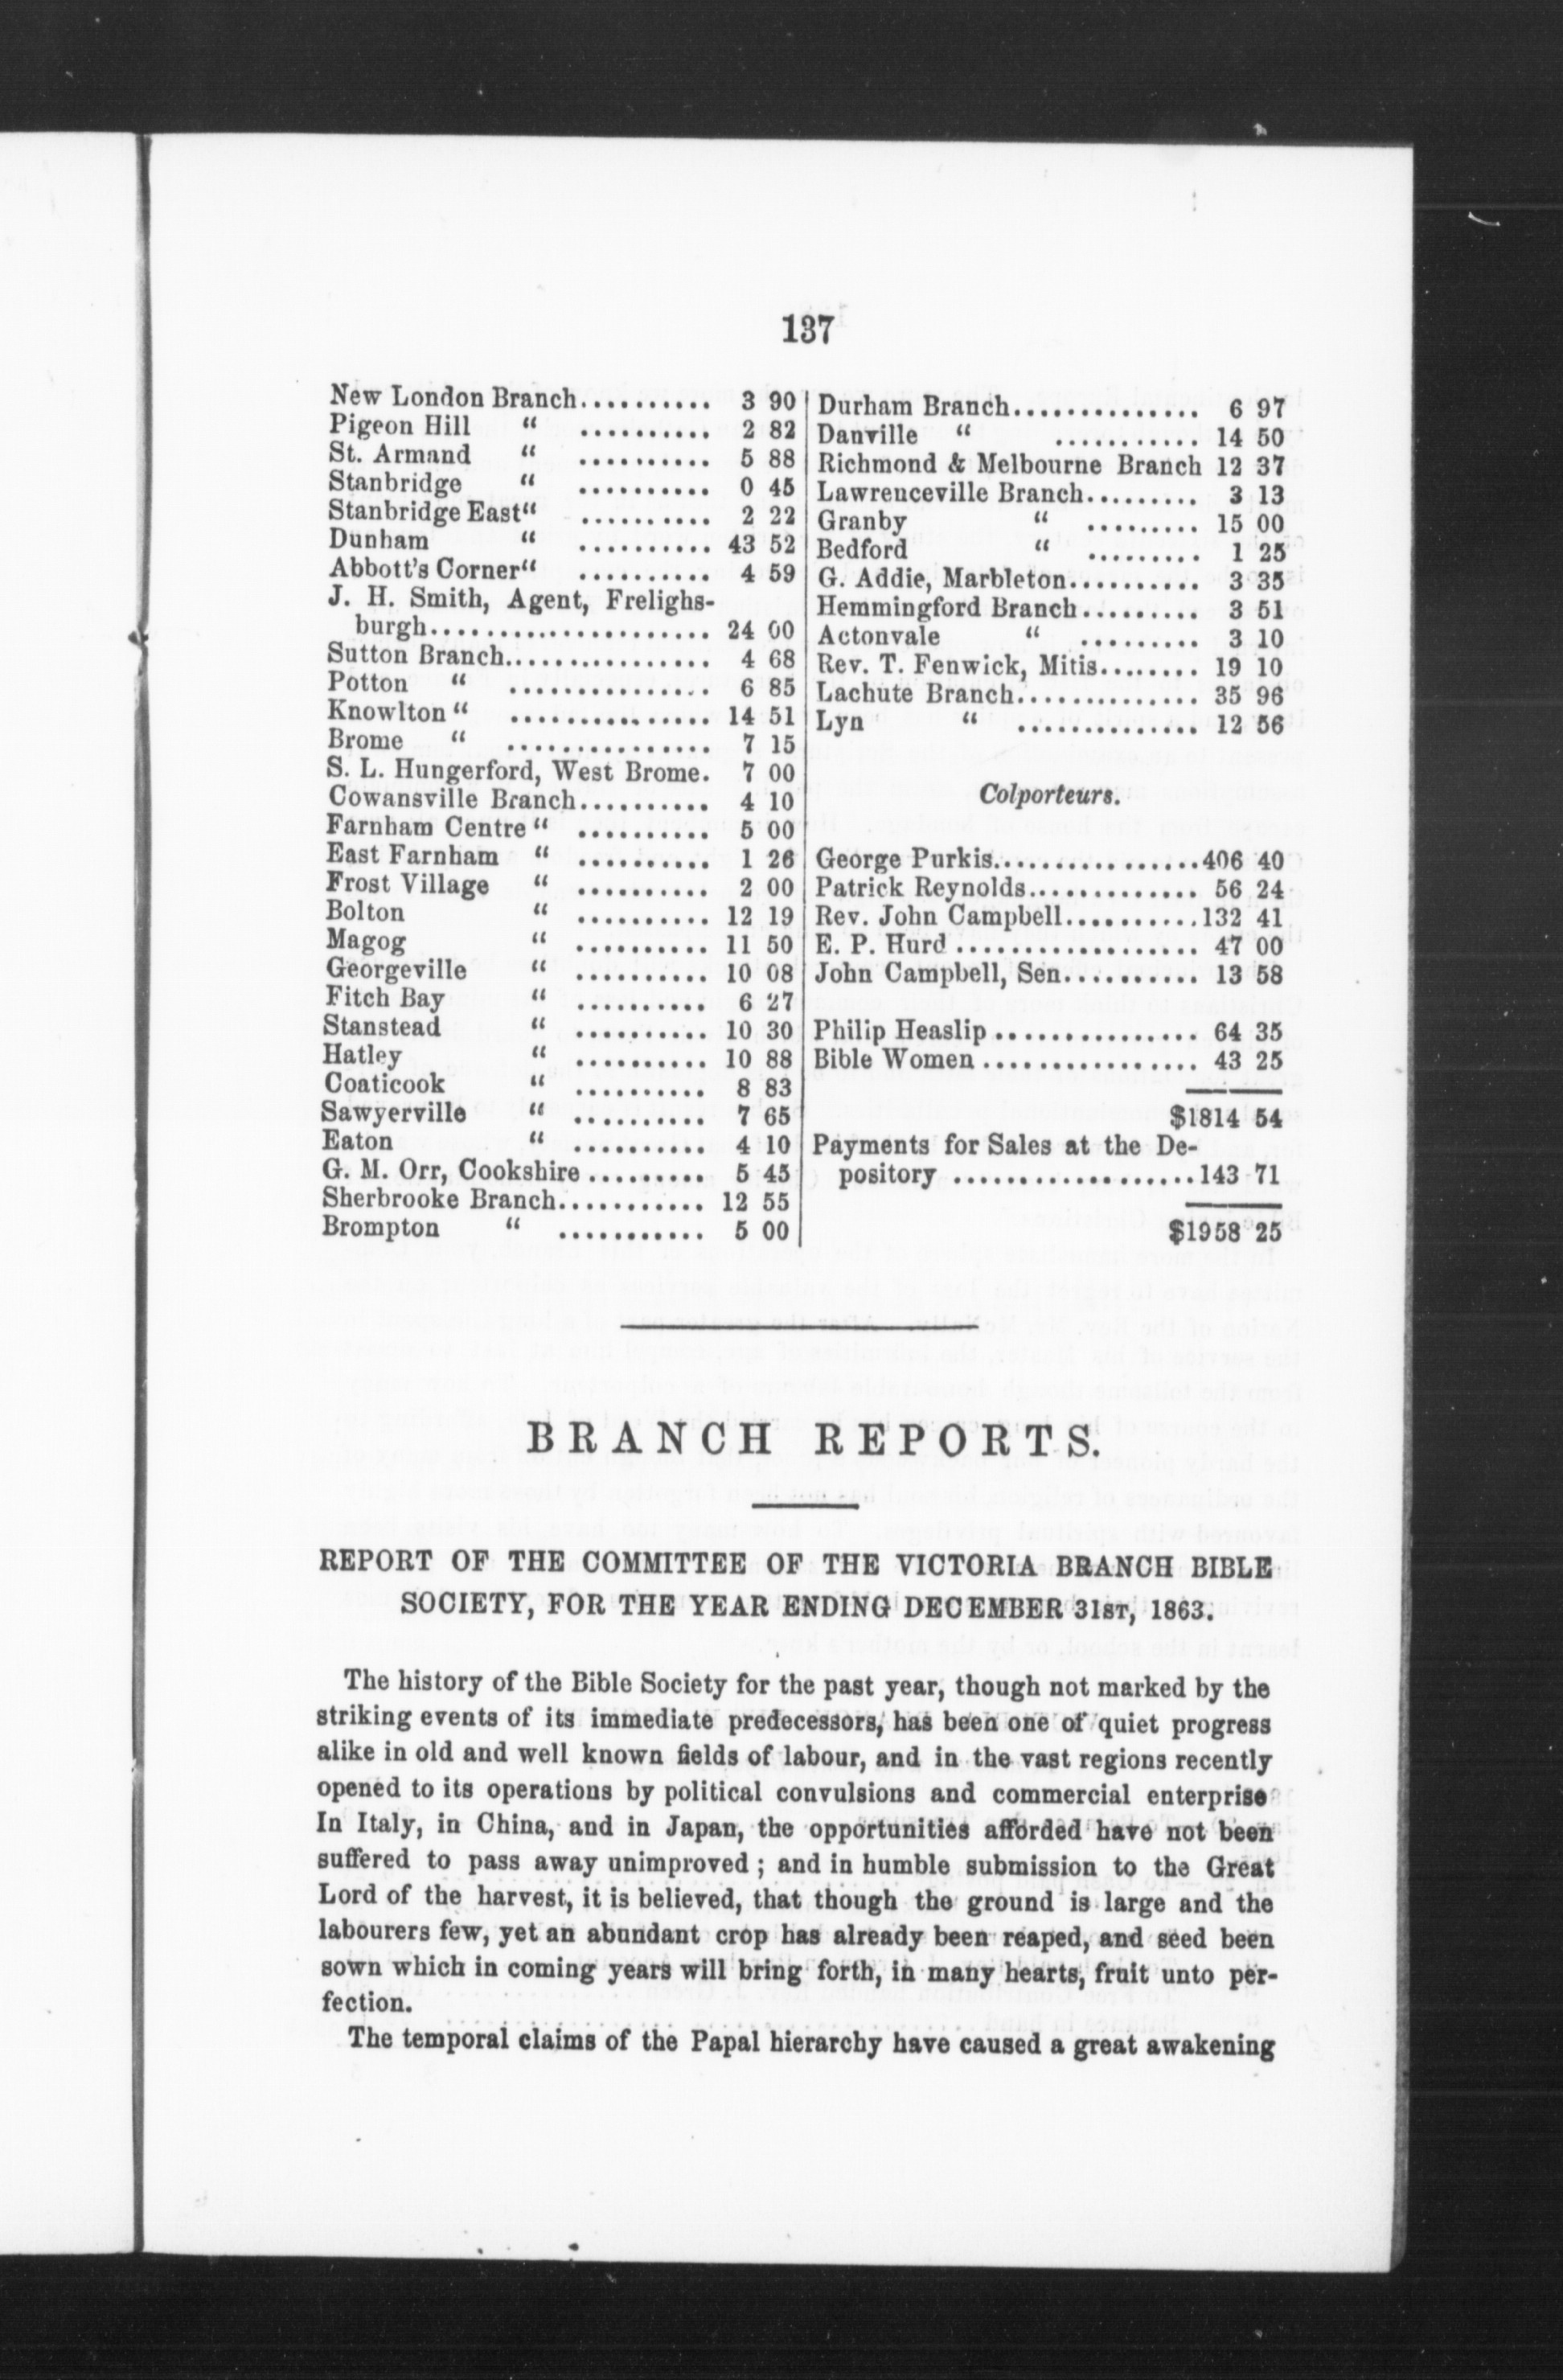 137
New London Branch.......... 3 90
Pigeon Hill “ .......... 2 82
St. Armand “ .......... 5 88
Stanbridge “ .......... 0 45
Stanbridge East“ .......... 2 22
Dunham “ .......... 43 52
Abbott's Corner“ .......... 4 59
J. H. Smith, Agent, Frelighs-
burgh..................... 24 00
Sutton Branch................ 4 68
Potton “ ............... 6 85
Knowlton “ ............... 14 51
Brome “ ................ 7 15
S. L. Hungerford, West Brome. 7 00
Cowansville Branch.......... 4 10
Farnham Centre “ .......... 5 00
East Farnham “ .......... 1 26
Frost Village “ .......... 2 00
Bolton “ .......... 12 19
Magog “ .......... 11 50
Georgeville “ .......... 10 08
Fitch Bay “ .......... 6 27
Stanstead “ .......... 10 30
Hatley “ .......... 10 88
Coaticook “ .......... 8 83
Sawyerville “ .......... 7 65
Eaton “ .......... 4 10
G. M. Orr, Cookshire ......... 5 45
Sherbrooke Branch........... 12 55
Brompton “ ........... 5 00
Durham Branch.............. 6 97
Danville “ ........... 14 50
Richmond & Melbourne Branch 12 37
Lawrenceville Branch......... 3 13
Granby “ ......... 15 00
Bedford “ ......... 1 25
G. Addie, Marbleton.......... 3 35
Hemmingford Branch......... 3 51
Actonvale “ ......... 3 10
Rev. T. Fenwick, Mitis........ 19 10
Lachute Branch.............. 35 96
Lyn “ .............. 12 56
Colporteurs.
George Purkis................406 40
Patrick Reynolds............. 56 24
Rev. John Campbell..........132 41
E. P. Hurd .................. 47 00
John Campbell, Sen.......... 13 58
Philip Heaslip ............... 64 35
Bible Women ................ 43 25
$1814 54
Payments for Sales at the De-
pository ..................143 71
$1958 25
BRANCH REPORTS.
REPORT OF THE COMMITTEE OF THE VICTORIA BRANCH BIBLE
SOCIETY, FOR THE YEAR ENDING DECEMBER 31ST, 1863.
The history of the Bible Society for the past year, though not marked by the
striking events of its immediate predecessors, has been one of quiet progress
alike in old and well known fields of labour, and in the vast regions recently
opened to its operations by political convulsions and commercial enterprise
In Italy, in China, and in Japan, the opportunities afforded have not been
suffered to pass away unimproved ; and in humble submission to the Great
Lord of the harvest, it is believed, that though the ground is large and the
labourers few, yet an abundant crop has already been reaped, and seed been
sown which in coming years will bring forth, in many hearts, fruit unto per-
fection.
The temporal claims of the Papal hierarchy have caused a great awakening